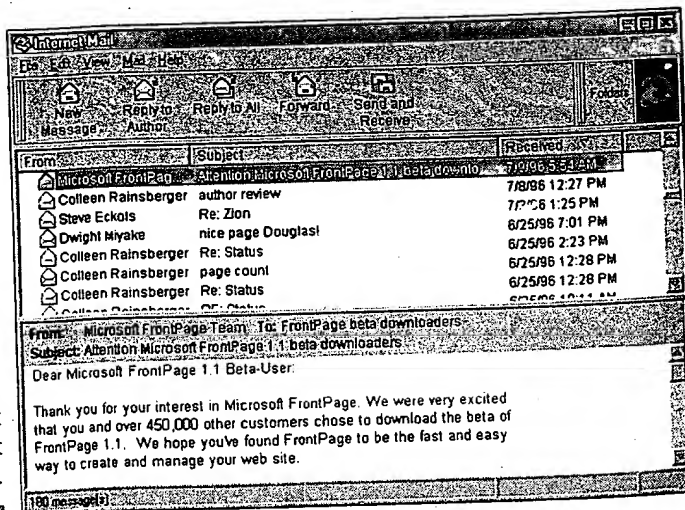 Internet Mail
File Edit View Mail Help
New Message
Reply to Author
Reply to All
Forward
Send and Receive
Folders
From Subject Received
Microsoft FrontPag... Attention Microsoft FrontPage 1.1 beta downlo...
Colleen Rainsberger author review 7/8/96 12:27 PM
Steve Eckols Re: Zion 1:25 PM
Dwight Miyake nice page Douglas! 6/25/96 7:01 PM
Colleen Rainsberger Re: Status 6/25/96 2:23 PM
Colleen Rainsberger page count 6/25/96 12:28 PM
Colleen Rainsberger Re: Status 6/25/96 12:28 PM
From: Microsoft FrontPage Team To: FrontPage beta downloaders
Subject: Attention Microsoft FrontPage 1.1 beta downloaders
Dear Microsoft FrontPage 1.1 Beta-User:
Thank you for your interest in Microsoft FrontPage. We were very excited
that you and over 450,000 other customers chose to download the beta of
FrontPage 1.1. We hope you've found FrontPage to be the fast and easy
way to create and manage your web site.
180 message(s)